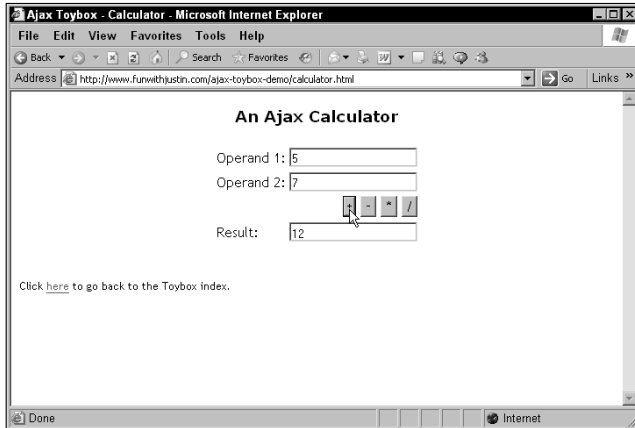 Ajax Toybox - Calculator - Microsoft Internet Explorer
File Edit View Favorites Tools Help
Back Search Favorites
Address http://www.funwithjustin.com/ajax-toybox-demo/calculator.html Go Links »
An Ajax Calculator
Operand 1: 5
Operand 2: 7
+ - * /
Result: 12
Click here to go back to the Toybox index.
Done Internet